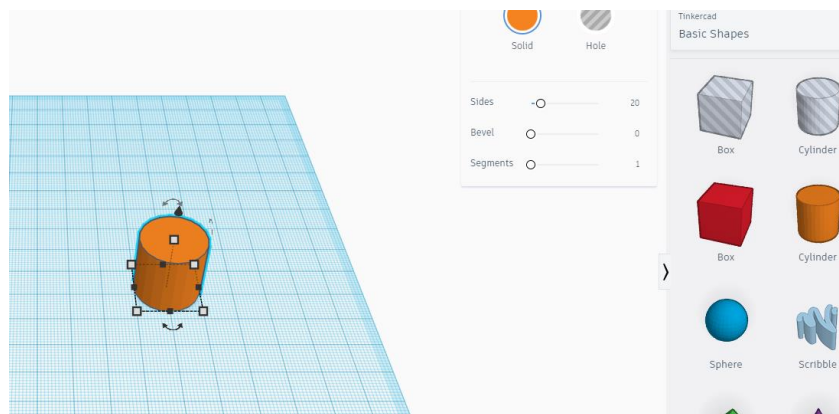 Tinkercad
Basic Shapes
Solid
Hole
Sides
20
Bevel
0
Segments
1
Box
Cylinder
Box
Cylinder
Sphere
Scribble